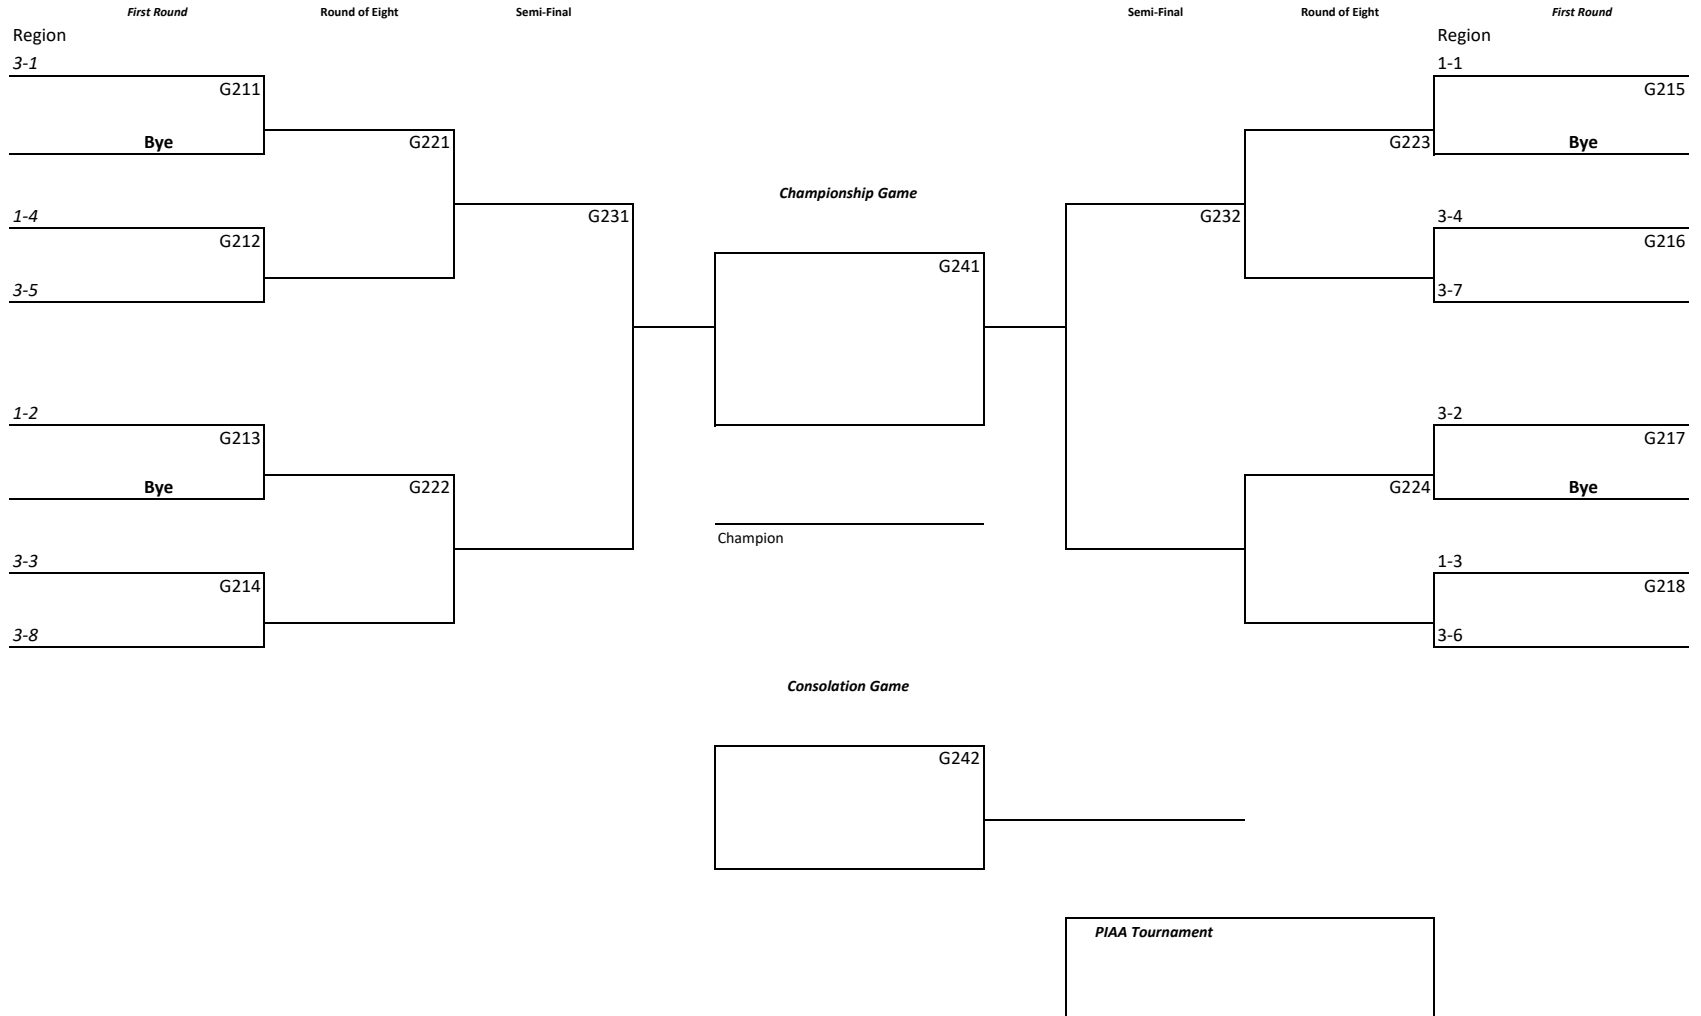 First Round Round of Eight Semi-Final Semi-Final Round of Eight First Round
Region Region
3-1 1-1
G211 G215
Bye G221 G223 Bye
Championship Game
1-4 G231 G232 3-4
G212 G216
G241
3-5 3-7
1-2 3-2
G213 G217
Bye G222 G224 Bye
Champion
3-3 1-3
G214 G218
3-8 3-6
Consolation Game
G242
PIAA Tournament